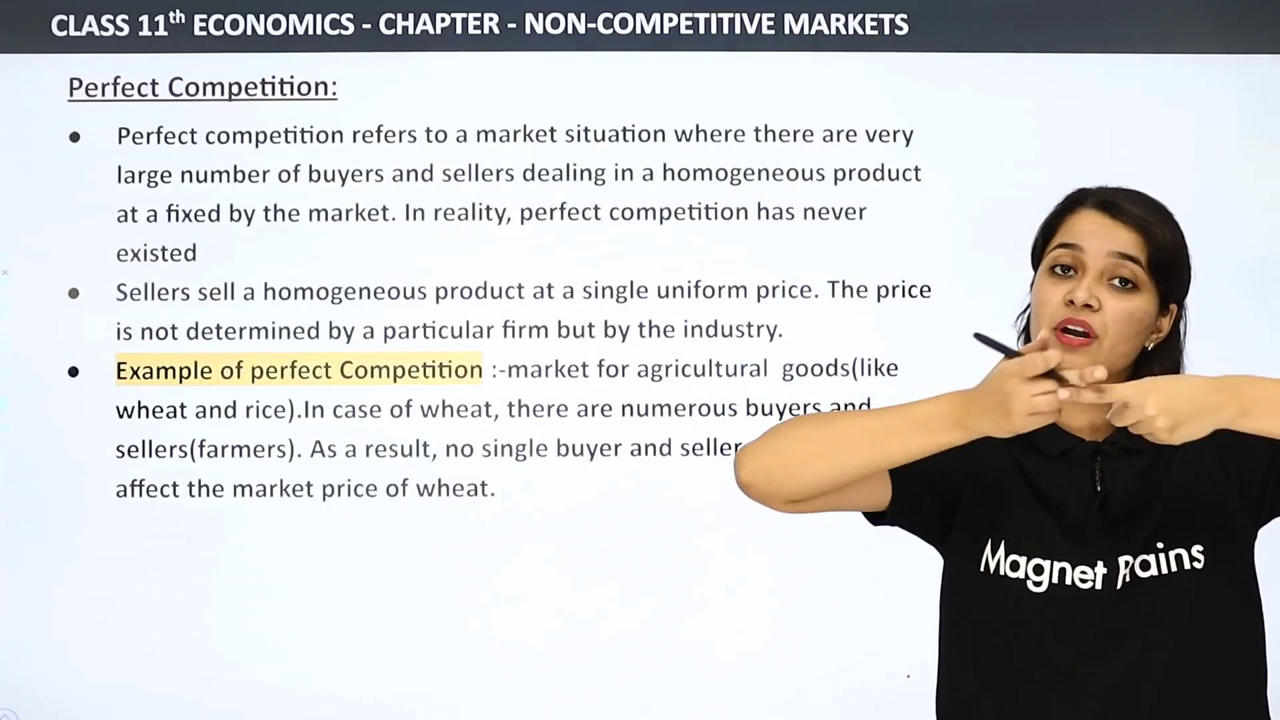 CLASS 11th ECONOMICS - CHAPTER - NON-COMPETITIVE MARKETS
Perfect Competition:
● Perfect competition refers to a market situation where there are very
large number of buyers and sellers dealing in a homogeneous product
at a fixed by the market. In reality, perfect competition has never
existed
● Sellers sell a homogeneous product at a single uniform price. The price
is not determined by a particular firm but by the industry.
● Example of perfect Competition :-market for agricultural goods(like
wheat and rice).In case of wheat, there are numerous buyers and
sellers(farmers). As a result, no single buyer and seller
affect the market price of wheat.
Magnet